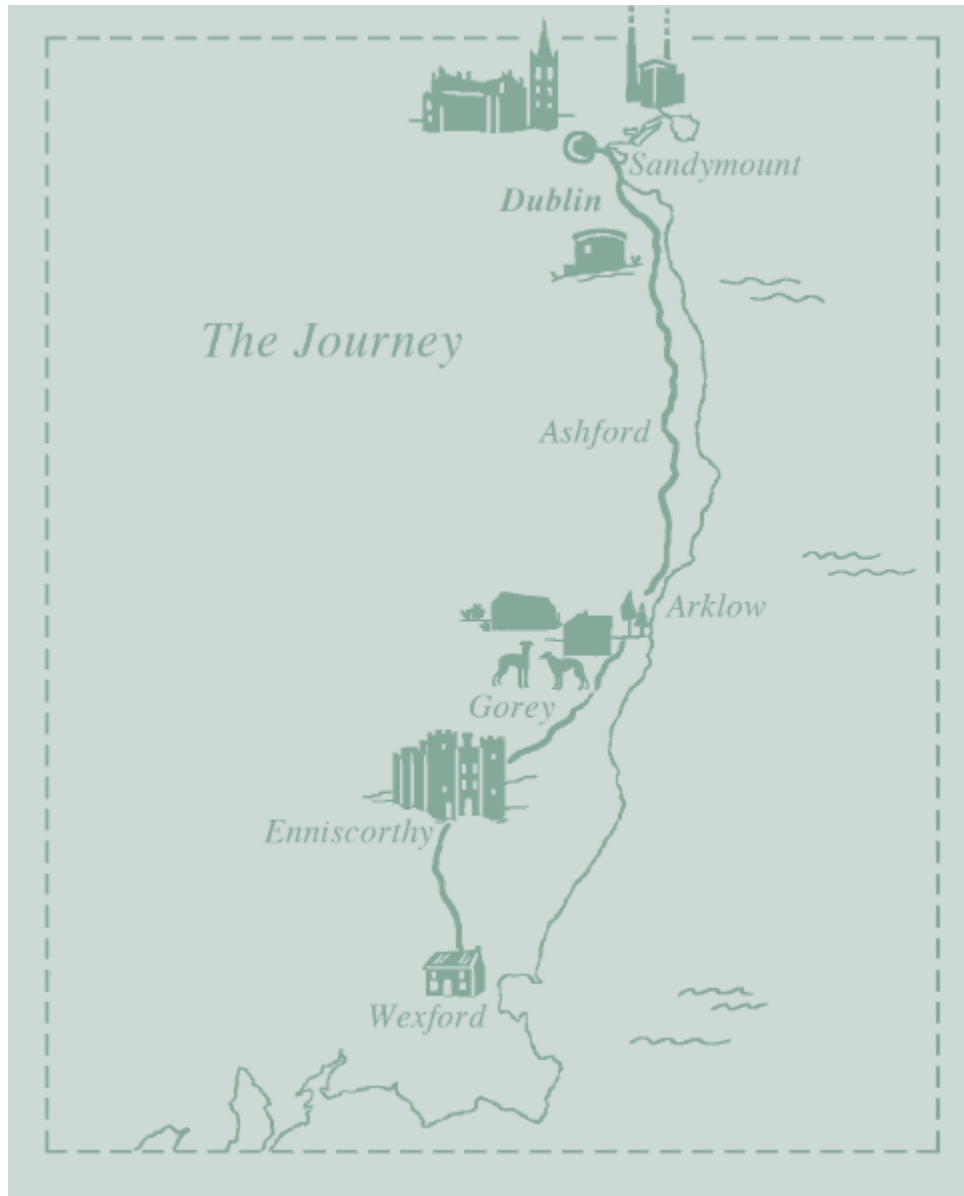 Sandymount
Dublin
The Journey
Ashford
Arklow
Gorey
Enniscorthy
Wexford